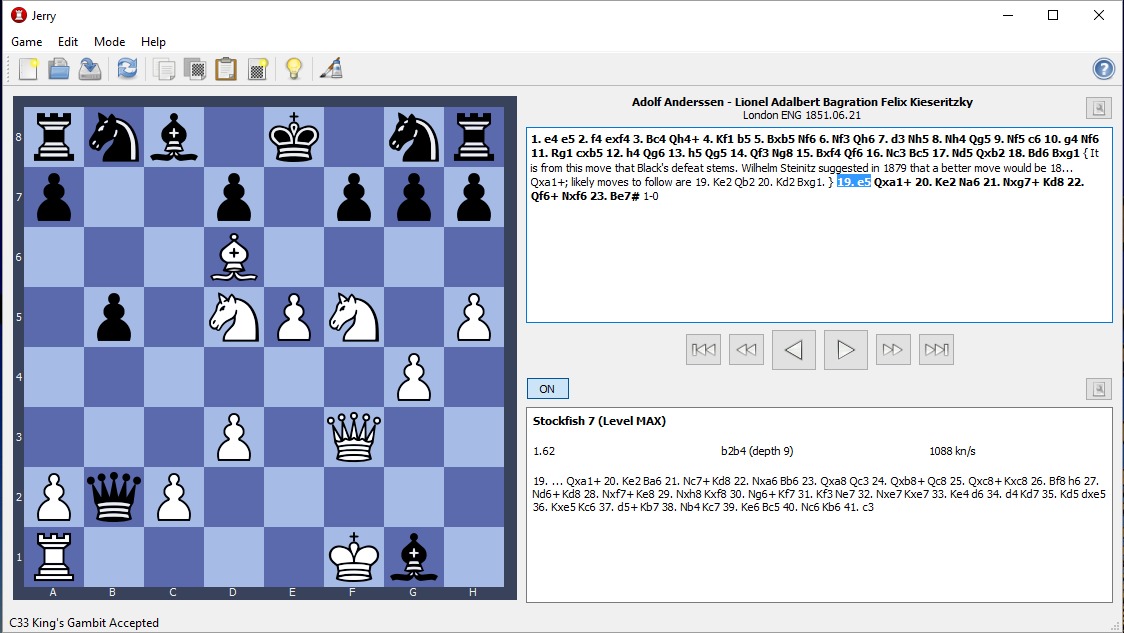 Jerry
Game Edit Mode Help
Adolf Anderssen - Lionel Adalbert Bagration Felix Kieseritzky
London ENG 1851.06.21
1. e4 e5 2. f4 exf4 3. Bc4 Qh4+ 4. Kf1 b5 5. Bxb5 Nf6 6. Nf3 Qh6 7. d3 Nh5 8. Nh4 Qg5 9. Nf5 c6 10. g4 Nf6
11. Rg1 cxb5 12. h4 Qg6 13. h5 Qg5 14. Qf3 Ng8 15. Bxf4 Qf6 16. Nc3 Bc5 17. Nd5 Qxb2 18. Bd6 Bxg1 { It
is from this move that Black's defeat stems. Wilhelm Steinitz suggested in 1879 that a better move would be 18...
Qxa1+; likely moves to follow are 19. Ke2 Qb2 20. Kd2 Bxg1. } 19. e5 Qxa1+ 20. Ke2 Na6 21. Nxg7+ Kd8 22.
Qf6+ Nxf6 23. Be7# 1-0
8
7
6
5
4
3
2
1
A B C D E F G H
ON
Stockfish 7 (Level MAX)
1.62 b2b4 (depth 9) 1088 kn/s
19. ... Qxa1+ 20. Ke2 Ba6 21. Nc7+ Kd8 22. Nxa6 Bb6 23. Qxa8 Qc3 24. Qxb8+ Qc8 25. Qxc8+ Kxc8 26. Bf8 h6 27.
Nd6+ Kd8 28. Nxf7+ Ke8 29. Nxh8 Kxf8 30. Ng6+ Kf7 31. Kf3 Ne7 32. Nxe7 Kxe7 33. Ke4 d6 34. d4 Kd7 35. Kd5 dxe5
36. Kxe5 Kc6 37. d5+ Kb7 38. Nb4 Kc7 39. Ke6 Bc5 40. Nc6 Kb6 41. c3
C33 King's Gambit Accepted